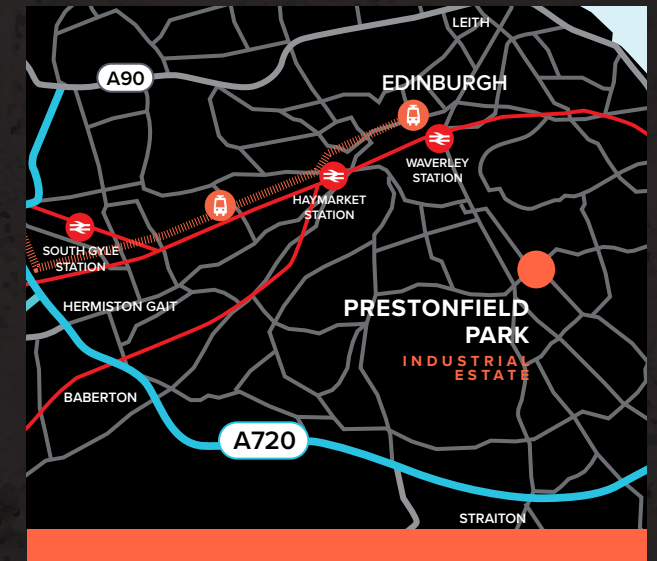 LEITH
A90
EDINBURGH
WAVERLEY
STATION
HAYMARKET
STATION
SOUTH GYLE
STATION
HERMISTON GAIT
PRESTONFIELD
PARK
INDUSTRIAL
ESTATE
BABERTON
A720
STRAITON